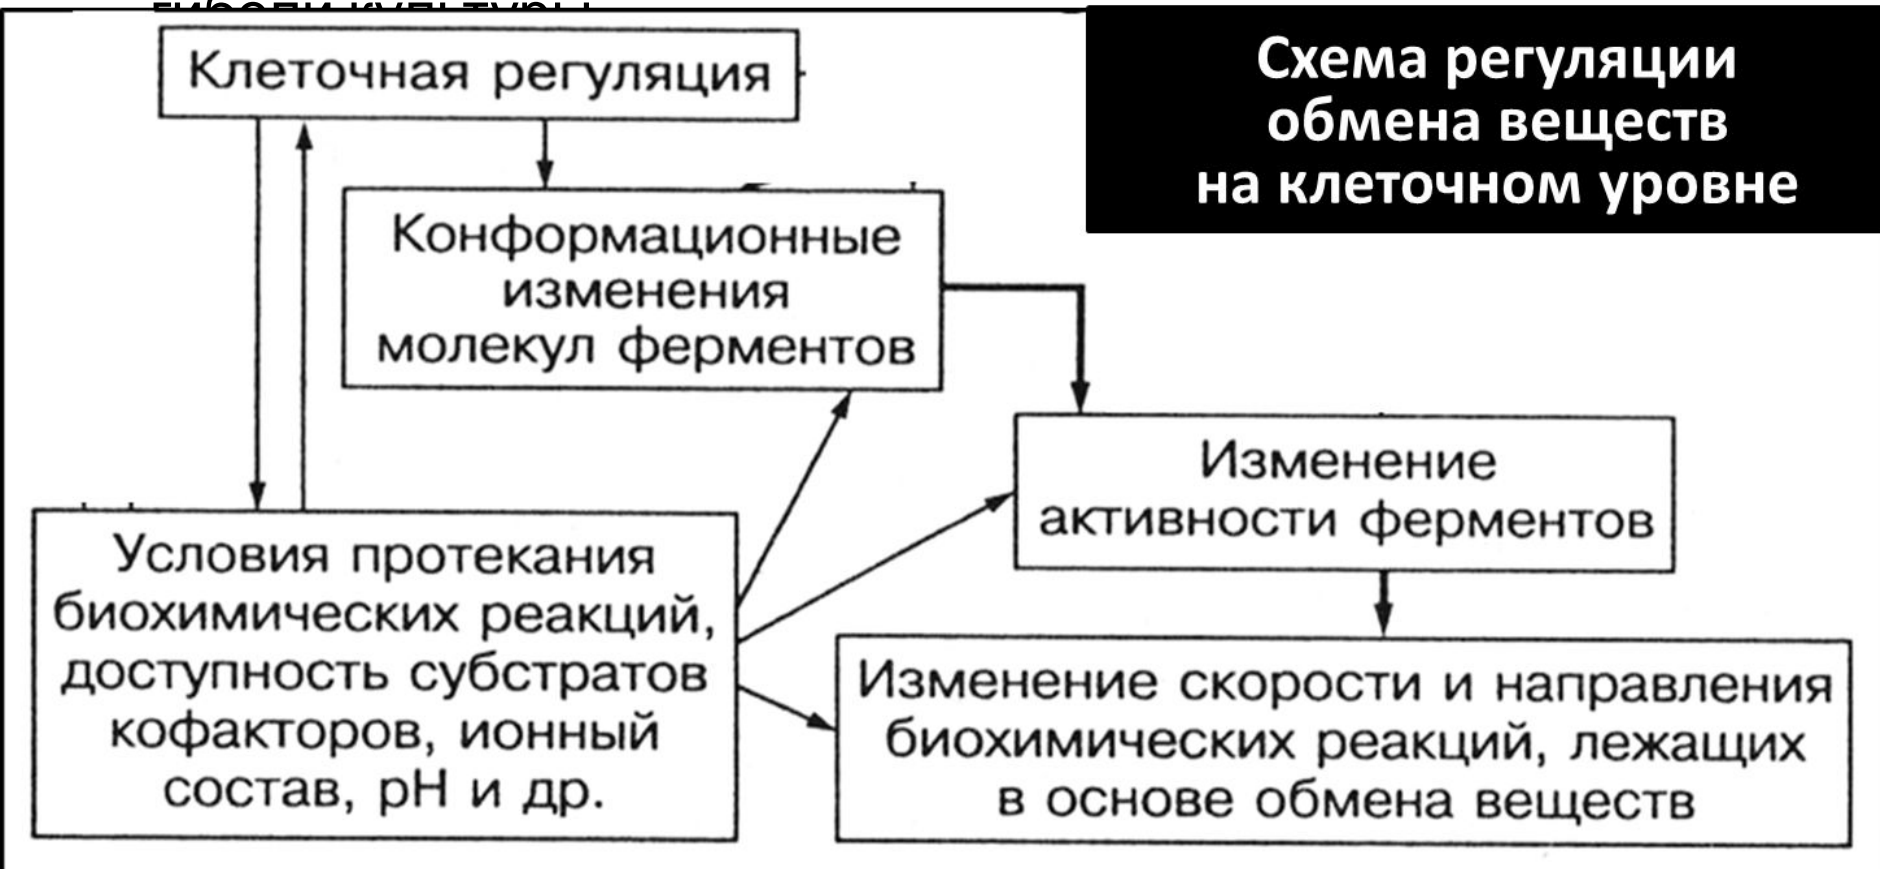 Схема регуляции
обмена веществ
на клеточном уровне
Клеточная регуляция
Конформационные
изменения
молекул ферментов
Изменение
активности ферментов
Условия протекания
биохимических реакций,
доступность субстратов
кофакторов, ионный
состав, pH и др.
Изменение скорости и направления
биохимических реакций, лежащих
в основе обмена веществ